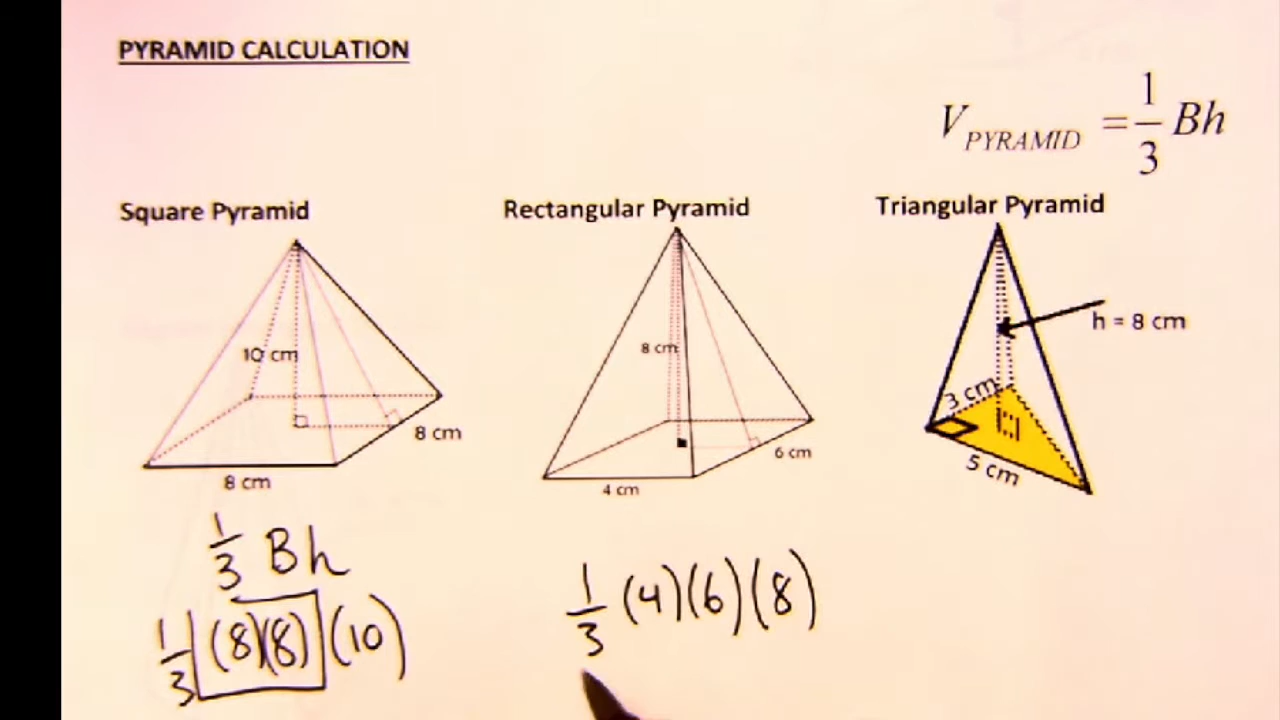 PYRAMID CALCULATION
V_PYRAMID = 1/3 Bh
Square Pyramid
10 cm
8 cm
8 cm
1/3 Bh
1/3 (8)(8) (10)
Rectangular Pyramid
8 cm
6 cm
4 cm
1/3 (4)(6)(8)
Triangular Pyramid
h = 8 cm
3 cm
5 cm